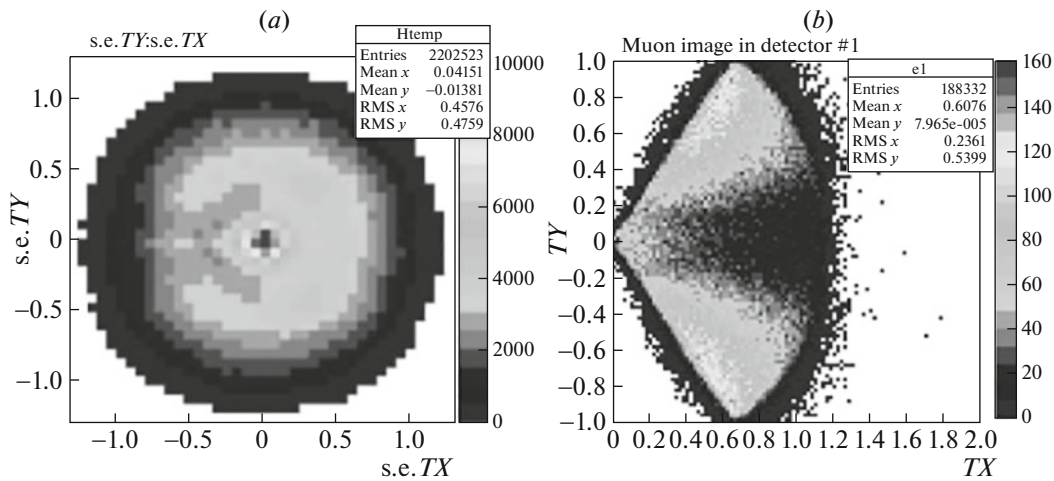 (a)
s.e.TY:s.e.TX
Htemp
Entries 2202523
Mean x 0.04151
Mean y −0.01381
RMS x 0.4576
RMS y 0.4759
10000
8000
6000
4000
2000
0
1.0
0.5
0
−0.5
−1.0
s.e.TY
−1.0 −0.5 0 0.5 1.0
s.e.TX
(b)
Muon image in detector #1
e1
Entries 188332
Mean x 0.6076
Mean y 7.965e-005
RMS x 0.2361
RMS y 0.5399
160
140
120
100
80
60
40
20
0
1.0
0.8
0.6
0.4
0.2
0
−0.2
−0.4
−0.6
−0.8
−1.0
TY
0 0.2 0.4 0.6 0.8 1.0 1.2 1.4 1.6 1.8 2.0
TX